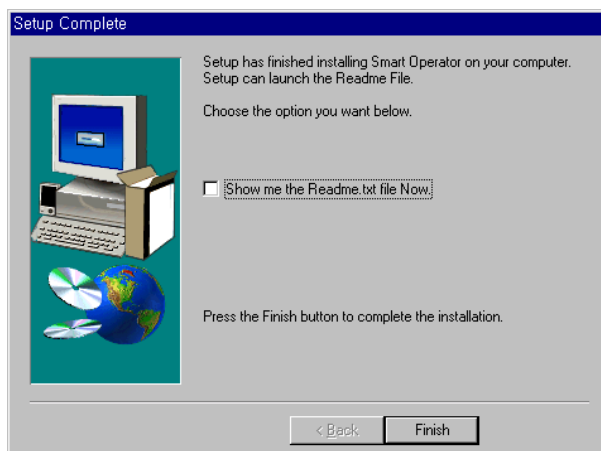 Setup Complete
Setup has finished installing Smart Operator on your computer.
Setup can launch the Readme File.
Choose the option you want below.
Show me the Readme.txt file Now.
Press the Finish button to complete the installation.
< Back
Finish